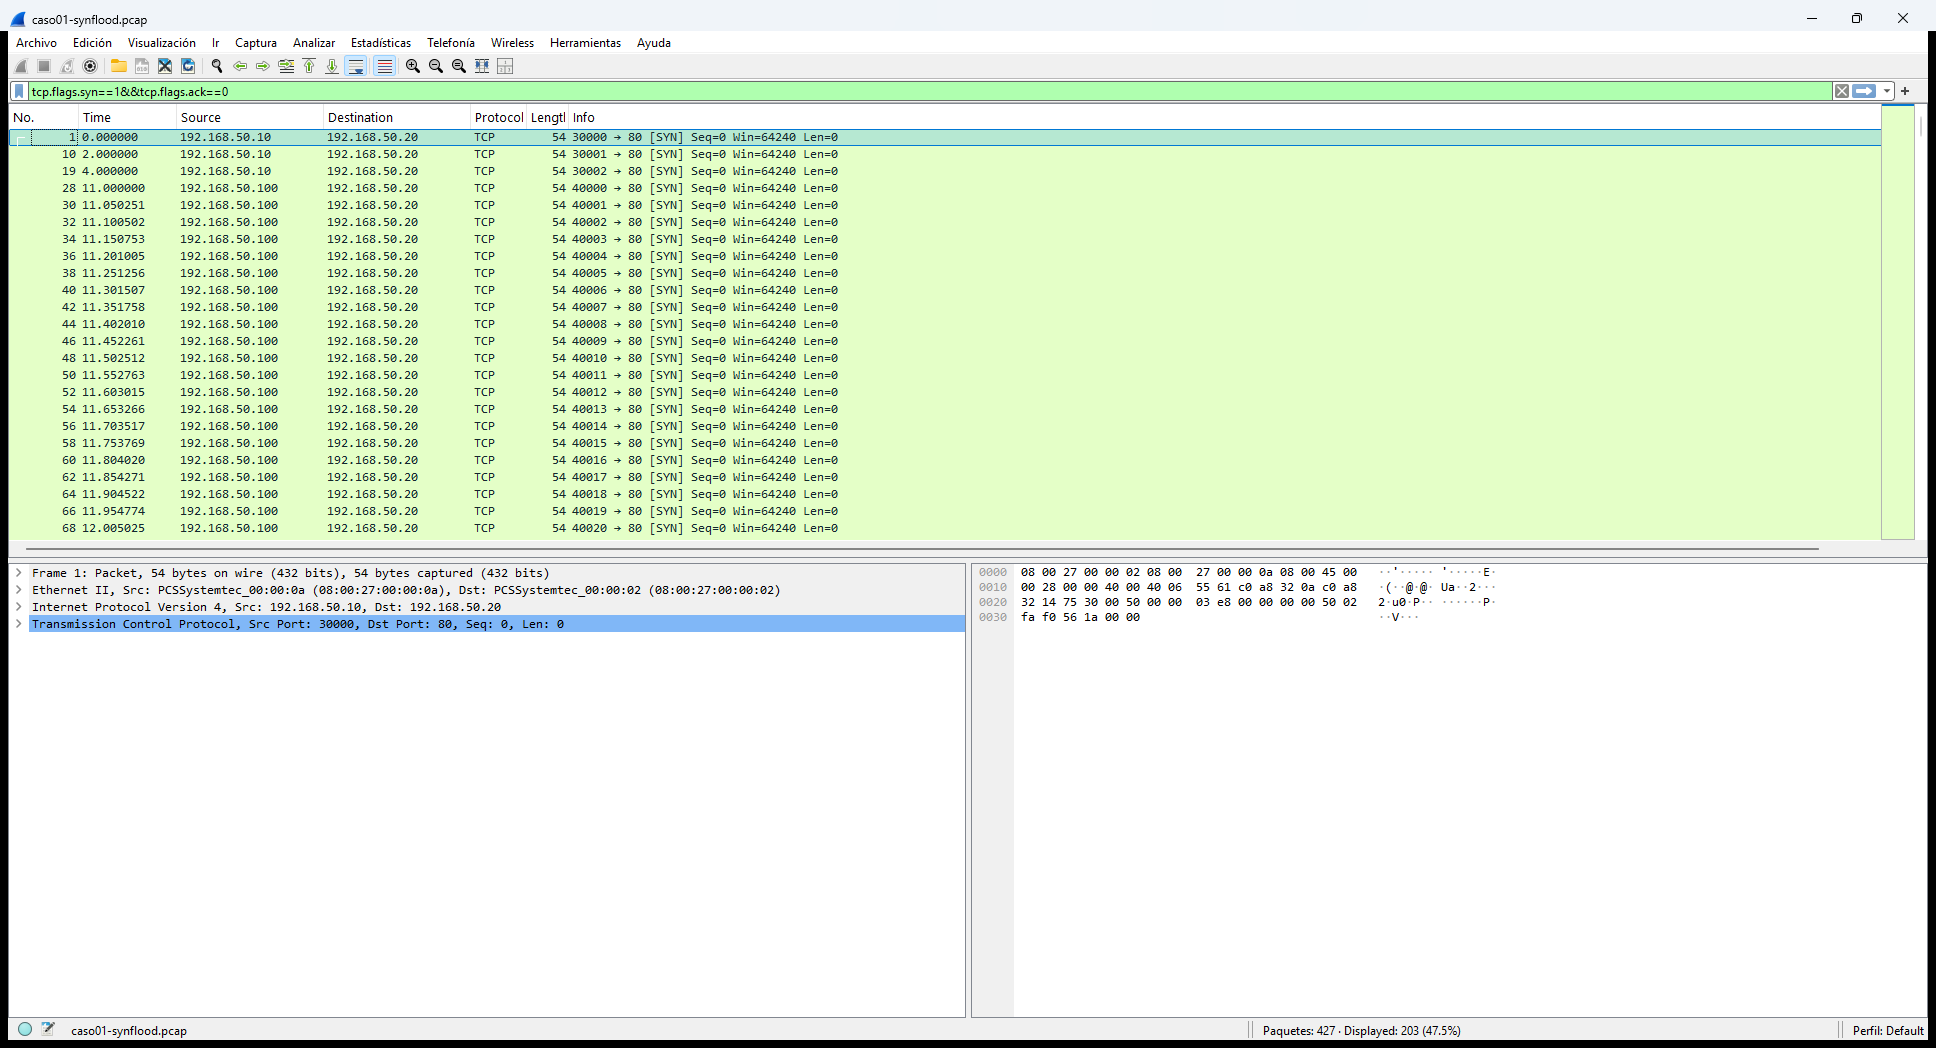 caso01-synflood.pcap
Archivo Edición Visualización Ir Captura Analizar Estadísticas Telefonía Wireless Herramientas Ayuda
tcp.flags.syn==1&&tcp.flags.ack==0
No. Time Source Destination Protocol Lengtl Info
1 0.000000 192.168.50.10 192.168.50.20 TCP 54 30000 → 80 [SYN] Seq=0 Win=64240 Len=0
10 2.000000 192.168.50.10 192.168.50.20 TCP 54 30001 → 80 [SYN] Seq=0 Win=64240 Len=0
19 4.000000 192.168.50.10 192.168.50.20 TCP 54 30002 → 80 [SYN] Seq=0 Win=64240 Len=0
28 11.000000 192.168.50.100 192.168.50.20 TCP 54 40000 → 80 [SYN] Seq=0 Win=64240 Len=0
30 11.050251 192.168.50.100 192.168.50.20 TCP 54 40001 → 80 [SYN] Seq=0 Win=64240 Len=0
32 11.100502 192.168.50.100 192.168.50.20 TCP 54 40002 → 80 [SYN] Seq=0 Win=64240 Len=0
34 11.150753 192.168.50.100 192.168.50.20 TCP 54 40003 → 80 [SYN] Seq=0 Win=64240 Len=0
36 11.201005 192.168.50.100 192.168.50.20 TCP 54 40004 → 80 [SYN] Seq=0 Win=64240 Len=0
38 11.251256 192.168.50.100 192.168.50.20 TCP 54 40005 → 80 [SYN] Seq=0 Win=64240 Len=0
40 11.301507 192.168.50.100 192.168.50.20 TCP 54 40006 → 80 [SYN] Seq=0 Win=64240 Len=0
42 11.351758 192.168.50.100 192.168.50.20 TCP 54 40007 → 80 [SYN] Seq=0 Win=64240 Len=0
44 11.402010 192.168.50.100 192.168.50.20 TCP 54 40008 → 80 [SYN] Seq=0 Win=64240 Len=0
46 11.452261 192.168.50.100 192.168.50.20 TCP 54 40009 → 80 [SYN] Seq=0 Win=64240 Len=0
48 11.502512 192.168.50.100 192.168.50.20 TCP 54 40010 → 80 [SYN] Seq=0 Win=64240 Len=0
50 11.552763 192.168.50.100 192.168.50.20 TCP 54 40011 → 80 [SYN] Seq=0 Win=64240 Len=0
52 11.603015 192.168.50.100 192.168.50.20 TCP 54 40012 → 80 [SYN] Seq=0 Win=64240 Len=0
54 11.653266 192.168.50.100 192.168.50.20 TCP 54 40013 → 80 [SYN] Seq=0 Win=64240 Len=0
56 11.703517 192.168.50.100 192.168.50.20 TCP 54 40014 → 80 [SYN] Seq=0 Win=64240 Len=0
58 11.753769 192.168.50.100 192.168.50.20 TCP 54 40015 → 80 [SYN] Seq=0 Win=64240 Len=0
60 11.804020 192.168.50.100 192.168.50.20 TCP 54 40016 → 80 [SYN] Seq=0 Win=64240 Len=0
62 11.854271 192.168.50.100 192.168.50.20 TCP 54 40017 → 80 [SYN] Seq=0 Win=64240 Len=0
64 11.904522 192.168.50.100 192.168.50.20 TCP 54 40018 → 80 [SYN] Seq=0 Win=64240 Len=0
66 11.954774 192.168.50.100 192.168.50.20 TCP 54 40019 → 80 [SYN] Seq=0 Win=64240 Len=0
68 12.005025 192.168.50.100 192.168.50.20 TCP 54 40020 → 80 [SYN] Seq=0 Win=64240 Len=0
Frame 1: Packet, 54 bytes on wire (432 bits), 54 bytes captured (432 bits)
Ethernet II, Src: PCSSystemtec_00:00:0a (08:00:27:00:00:0a), Dst: PCSSystemtec_00:00:02 (08:00:27:00:00:02)
Internet Protocol Version 4, Src: 192.168.50.10, Dst: 192.168.50.20
Transmission Control Protocol, Src Port: 30000, Dst Port: 80, Seq: 0, Len: 0
0000 08 00 27 00 00 02 08 00 27 00 00 0a 08 00 45 00 ··'····· '·····E·
0010 00 28 00 00 40 00 40 06 55 61 c0 a8 32 0a c0 a8 ·(··@·@· Ua··2···
0020 32 14 75 30 00 50 00 00 03 e8 00 00 00 00 50 02 2·u0·P·· ······P·
0030 fa f0 56 1a 00 00 ··V···
caso01-synflood.pcap
Paquetes: 427 · Displayed: 203 (47.5%)
Perfil: Default